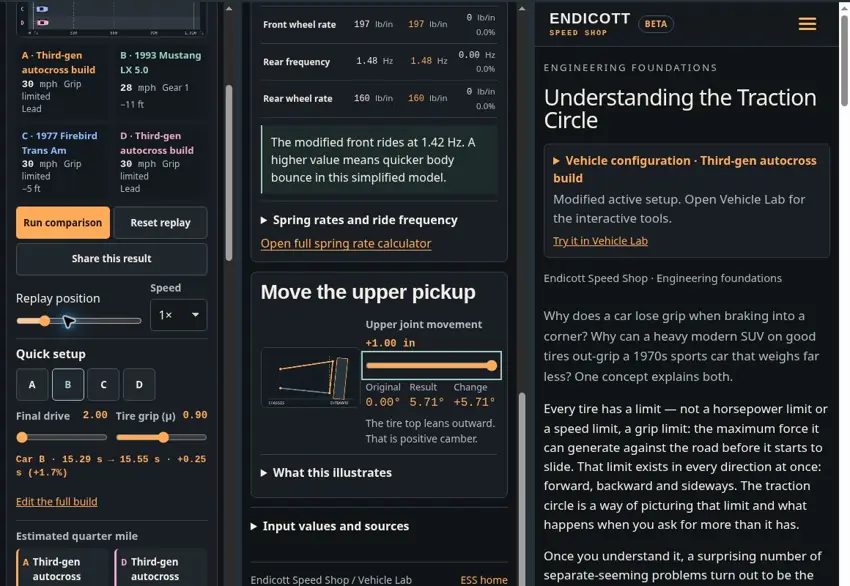 C
D
A · Third-gen autocross build
30 mph Grip limited
Lead
B · 1993 Mustang LX 5.0
28 mph Gear 1
−11 ft
C · 1977 Firebird Trans Am
30 mph Grip limited
−5 ft
D · Third-gen autocross build
30 mph Grip limited
Lead
Run comparison
Reset replay
Share this result
Replay position
Speed
1×
Quick setup
A
B
C
D
Final drive 2.00
Tire grip (μ) 0.90
Car B · 15.29 s → 15.55 s · +0.25
s (+1.7%)
Edit the full build
Estimated quarter mile
A Third-gen
autocross
D Third-gen
autocross
Front wheel rate 197 lb/in 197 lb/in 0 lb/in
0.0%
Rear frequency 1.48 Hz 1.48 Hz 0.00 Hz
0.0%
Rear wheel rate 160 lb/in 160 lb/in 0 lb/in
0.0%
The modified front rides at 1.42 Hz. A
higher value means quicker body
bounce in this simplified model.
Spring rates and ride frequency
Open full spring rate calculator
Move the upper pickup
Upper joint movement
+1.00 in
Original Result Change
0.00° 5.71° +5.71°
The tire top leans outward.
That is positive camber.
What this illustrates
Input values and sources
Endicott Speed Shop / Vehicle Lab
ESS home
ENDICOTT
SPEED SHOP
BETA
ENGINEERING FOUNDATIONS
Understanding the Traction
Circle
Vehicle configuration · Third-gen autocross
build
Modified active setup. Open Vehicle Lab for
the interactive tools.
Try it in Vehicle Lab
Endicott Speed Shop · Engineering foundations
Why does a car lose grip when braking into a
corner? Why can a heavy modern SUV on good
tires out-grip a 1970s sports car that weighs far
less? One concept explains both.
Every tire has a limit — not a horsepower limit or
a speed limit, a grip limit: the maximum force it
can generate against the road before it starts to
slide. That limit exists in every direction at once:
forward, backward and sideways. The traction
circle is a way of picturing that limit and what
happens when you ask for more than it has.
Once you understand it, a surprising number of
separate-seeming problems turn out to be the